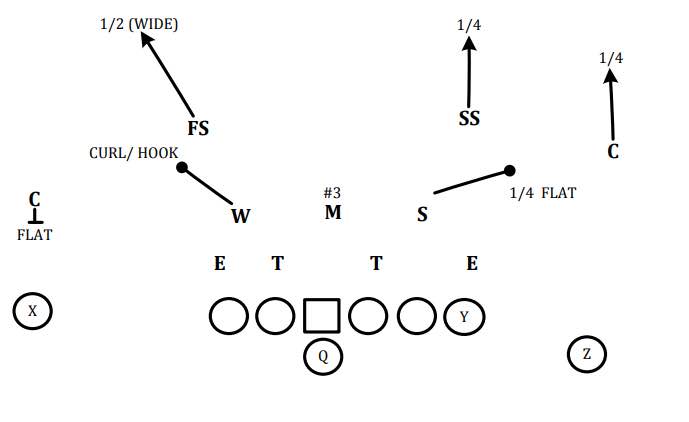 1/2 (WIDE)
1/4
1/4
FS
SS
C
CURL/ HOOK
C
FLAT
W
#3
M
S
1/4 FLAT
E
T
T
E
X
Y
Q
Z